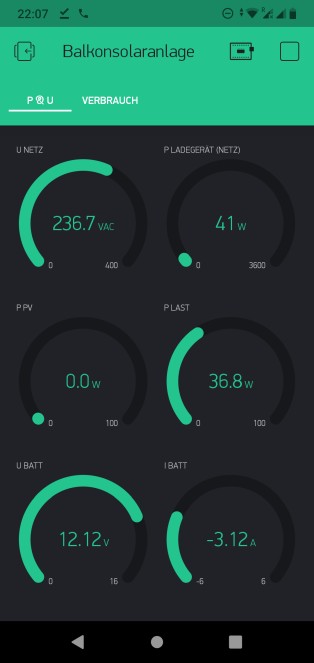 22:07
Balkonsolaranlage
P & U VERBRAUCH
U NETZ P LADEGERÄT (NETZ)
236.7 VAC 41 W
0 400 0 3600
P PV P LAST
0.0 W 36.8 W
0 100 0 100
U BATT I BATT
12.12 V -3.12 A
0 16 -6 6